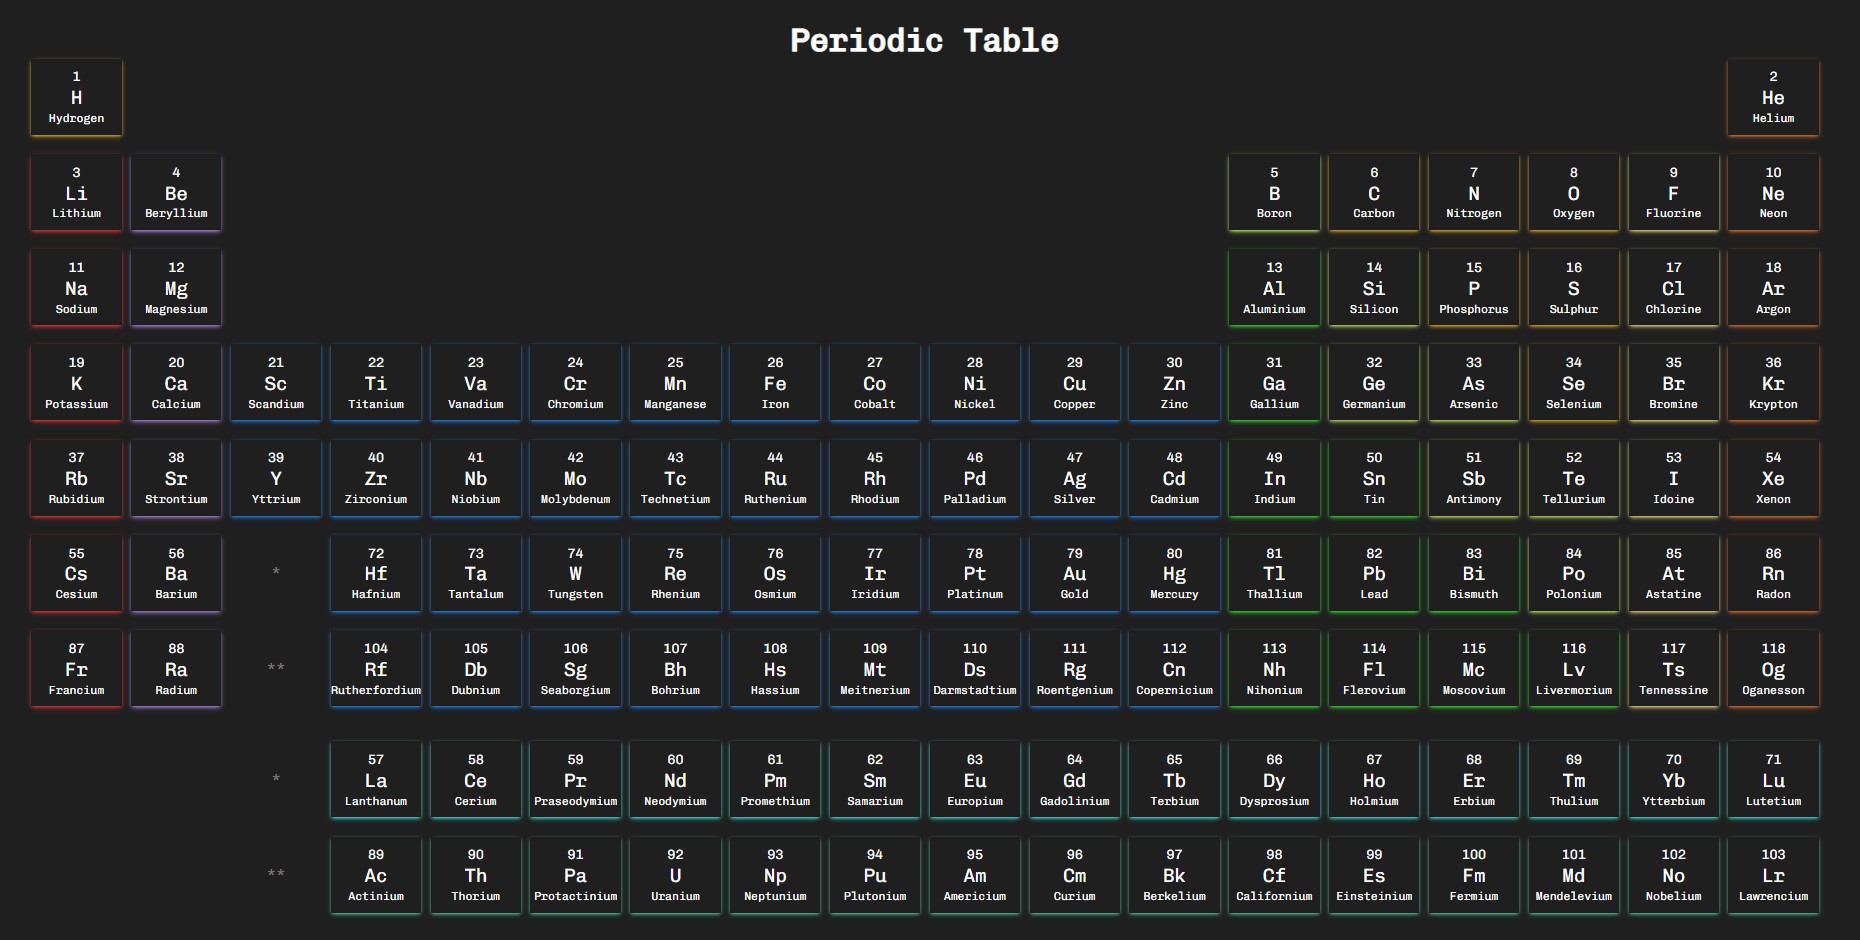 Periodic Table
1 2
H He
Hydrogen Helium
3 4 5 6 7 8 9 10
Li Be B C N O F Ne
Lithium Beryllium Boron Carbon Nitrogen Oxygen Fluorine Neon
11 12 13 14 15 16 17 18
Na Mg Al Si P S Cl Ar
Sodium Magnesium Aluminium Silicon Phosphorus Sulphur Chlorine Argon
19 20 21 22 23 24 25 26 27 28 29 30 31 32 33 34 35 36
K Ca Sc Ti Va Cr Mn Fe Co Ni Cu Zn Ga Ge As Se Br Kr
Potassium Calcium Scandium Titanium Vanadium Chromium Manganese Iron Cobalt Nickel Copper Zinc Gallium Germanium Arsenic Selenium Bromine Krypton
37 38 39 40 41 42 43 44 45 46 47 48 49 50 51 52 53 54
Rb Sr Y Zr Nb Mo Tc Ru Rh Pd Ag Cd In Sn Sb Te I Xe
Rubidium Strontium Yttrium Zirconium Niobium Molybdenum Technetium Ruthenium Rhodium Palladium Silver Cadmium Indium Tin Antimony Tellurium Idoine Xenon
55 56 72 73 74 75 76 77 78 79 80 81 82 83 84 85 86
Cs Ba * Hf Ta W Re Os Ir Pt Au Hg Tl Pb Bi Po At Rn
Cesium Barium Hafnium Tantalum Tungsten Rhenium Osmium Iridium Platinum Gold Mercury Thallium Lead Bismuth Polonium Astatine Radon
87 88 104 105 106 107 108 109 110 111 112 113 114 115 116 117 118
Fr Ra ** Rf Db Sg Bh Hs Mt Ds Rg Cn Nh Fl Mc Lv Ts Og
Francium Radium Rutherfordium Dubnium Seaborgium Bohrium Hassium Meitnerium Darmstadtium Roentgenium Copernicium Nihonium Flerovium Moscovium Livermorium Tennessine Oganesson
57 58 59 60 61 62 63 64 65 66 67 68 69 70 71
* La Ce Pr Nd Pm Sm Eu Gd Tb Dy Ho Er Tm Yb Lu
Lanthanum Cerium Praseodymium Neodymium Promethium Samarium Europium Gadolinium Terbium Dysprosium Holmium Erbium Thulium Ytterbium Lutetium
89 90 91 92 93 94 95 96 97 98 99 100 101 102 103
** Ac Th Pa U Np Pu Am Cm Bk Cf Es Fm Md No Lr
Actinium Thorium Protactinium Uranium Neptunium Plutonium Americium Curium Berkelium Californium Einsteinium Fermium Mendelevium Nobelium Lawrencium